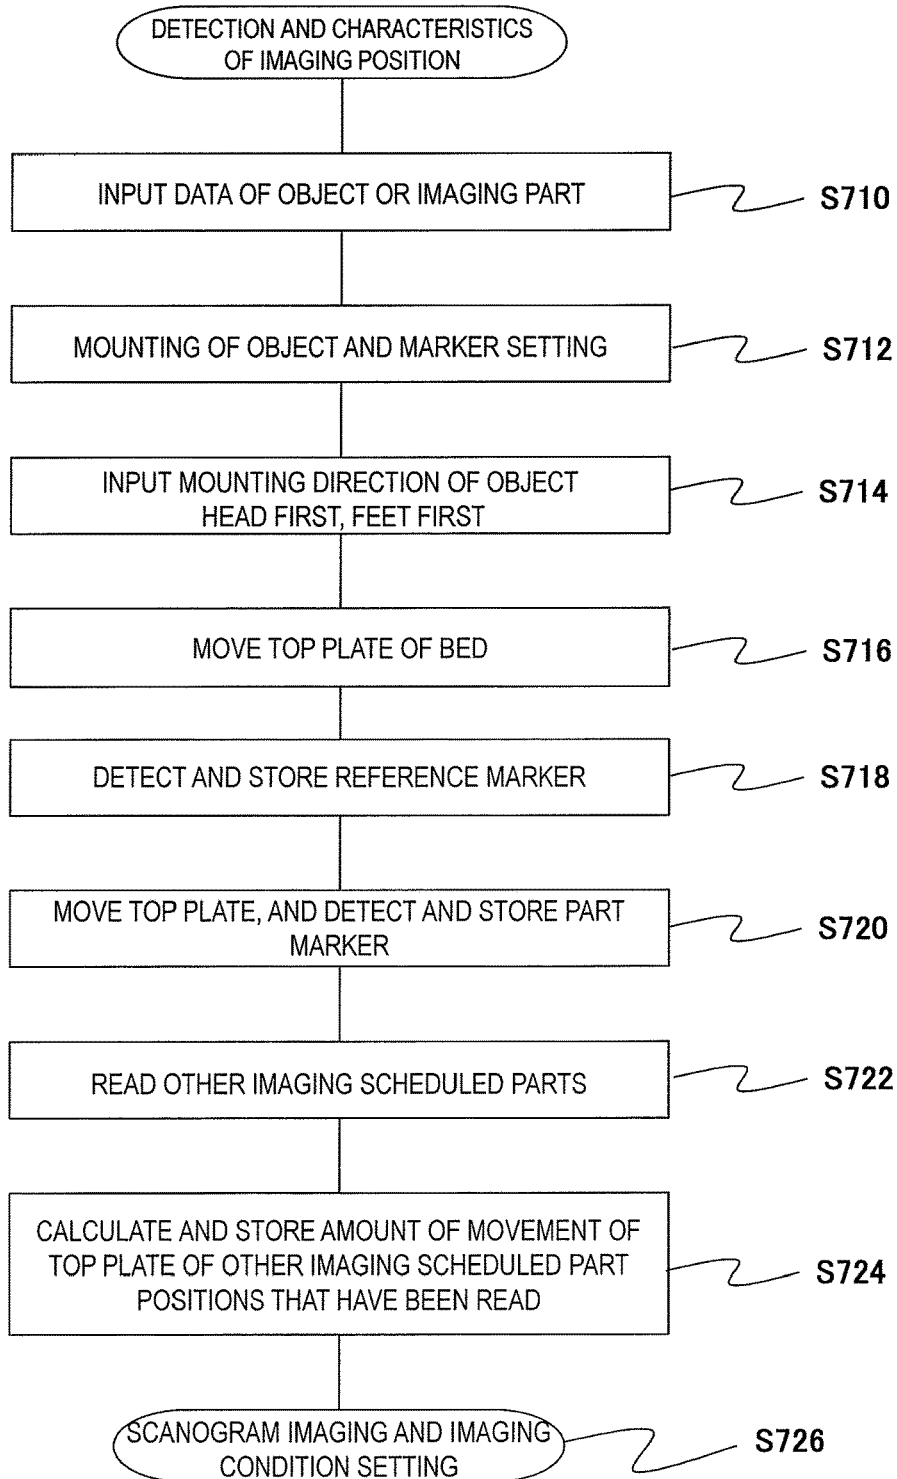 DETECTION AND CHARACTERISTICS
OF IMAGING POSITION
INPUT DATA OF OBJECT OR IMAGING PART
S710
MOUNTING OF OBJECT AND MARKER SETTING
S712
INPUT MOUNTING DIRECTION OF OBJECT
HEAD FIRST, FEET FIRST
S714
MOVE TOP PLATE OF BED
S716
DETECT AND STORE REFERENCE MARKER
S718
MOVE TOP PLATE, AND DETECT AND STORE PART
MARKER
S720
READ OTHER IMAGING SCHEDULED PARTS
S722
CALCULATE AND STORE AMOUNT OF MOVEMENT OF
TOP PLATE OF OTHER IMAGING SCHEDULED PART
POSITIONS THAT HAVE BEEN READ
S724
SCANOGRAM IMAGING AND IMAGING
CONDITION SETTING
S726